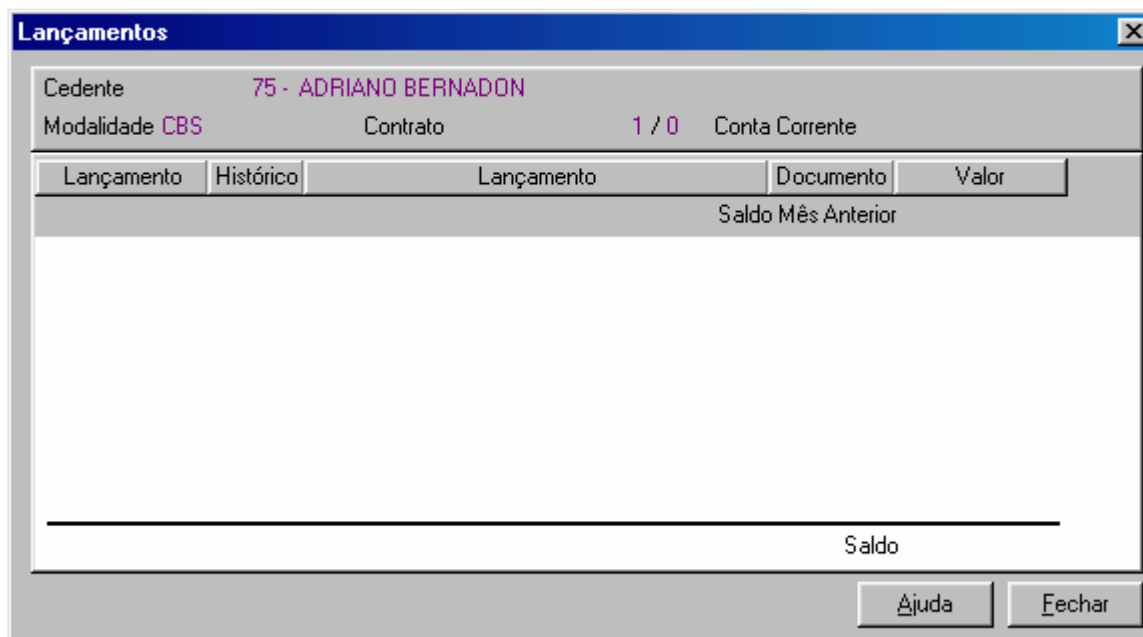 Lançamentos
Cedente 75 - ADRIANO BERNADON
Modalidade CBS Contrato 1 / 0 Conta Corrente
Lançamento Histórico Lançamento Documento Valor
Saldo Mês Anterior
Saldo
Ajuda Fechar